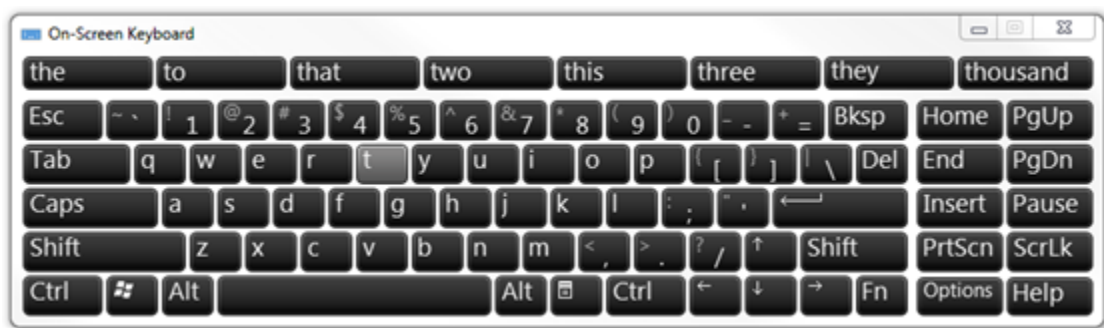 On-Screen Keyboard
the to that two this three they thousand
Esc ~ ` ! 1 @ 2 # 3 $ 4 % 5 ^ 6 & 7 * 8 ( 9 ) 0 _ - + = Bksp Home PgUp
Tab q w e r t y u i o p { [ } ] | \ Del End PgDn
Caps a s d f g h j k l : ; " ' Insert Pause
Shift z x c v b n m < , > . ? / ↑ Shift PrtScn ScrLk
Ctrl Alt Alt Ctrl ← ↓ → Fn Options Help